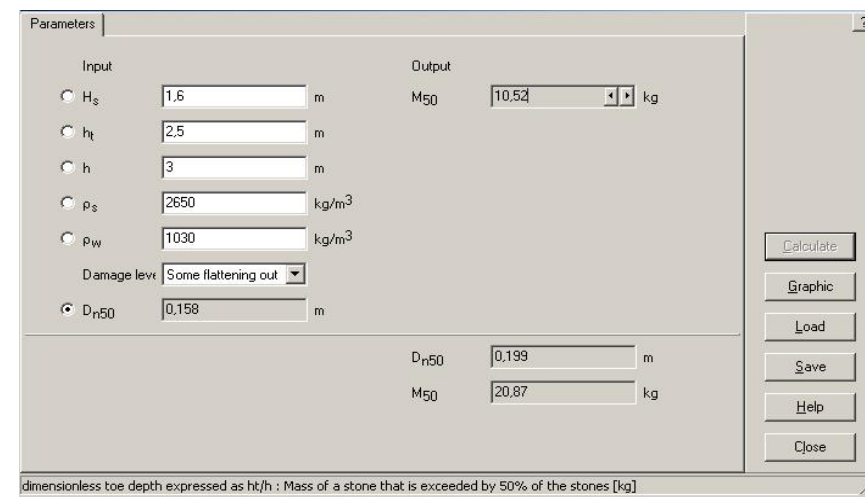 Parameters
?
Input Output
Hs 1,6 m M50 10,52 kg
ht 2,5 m
h 3 m
ρs 2650 kg/m3
ρw 1030 kg/m3
Damage leve Some flattening out
Dn50 0,158 m
Dn50 0,199 m
M50 20,87 kg
Calculate
Graphic
Load
Save
Help
Close
dimensionless toe depth expressed as ht/h : Mass of a stone that is exceeded by 50% of the stones [kg]